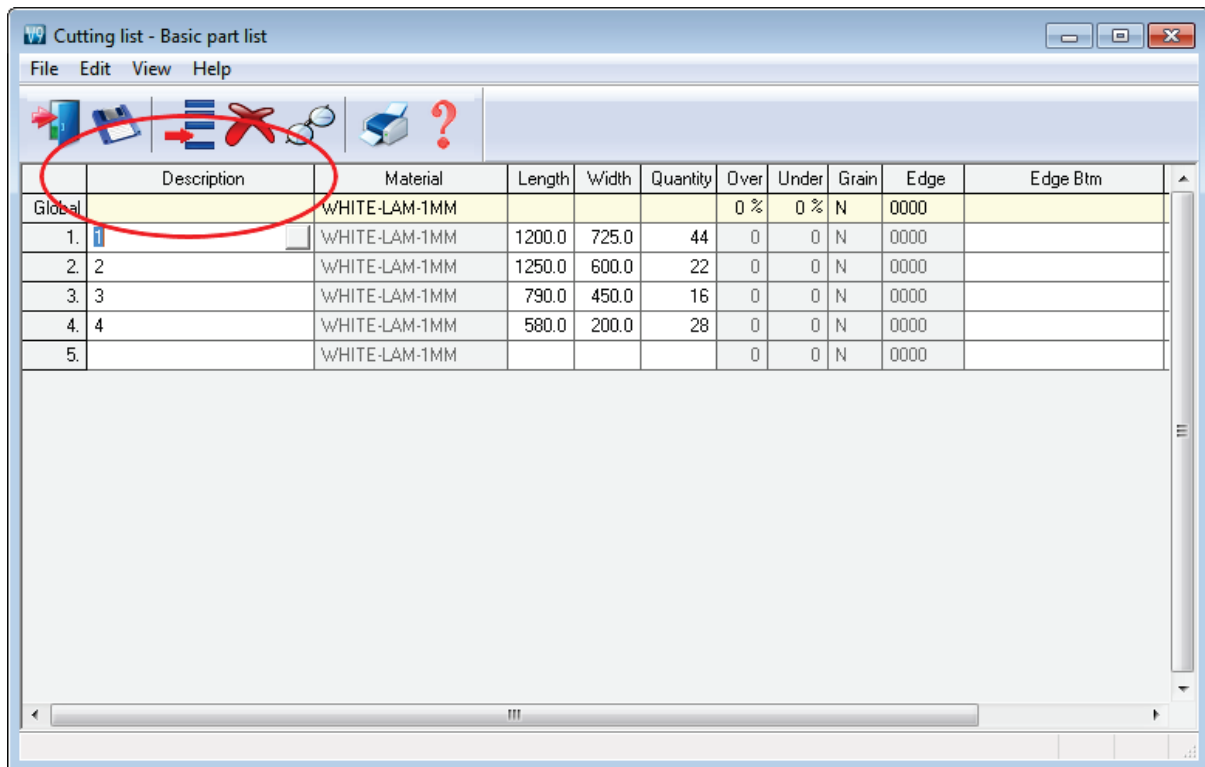 V9 Cutting list - Basic part list
File Edit View Help
?
Description Material Length Width Quantity Over Under Grain Edge Edge Btm
Global WHITE-LAM-1MM 0 % 0 % N 0000
1. 1 WHITE-LAM-1MM 1200.0 725.0 44 0 0 N 0000
2. 2 WHITE-LAM-1MM 1250.0 600.0 22 0 0 N 0000
3. 3 WHITE-LAM-1MM 790.0 450.0 16 0 0 N 0000
4. 4 WHITE-LAM-1MM 580.0 200.0 28 0 0 N 0000
5. WHITE-LAM-1MM 0 0 N 0000